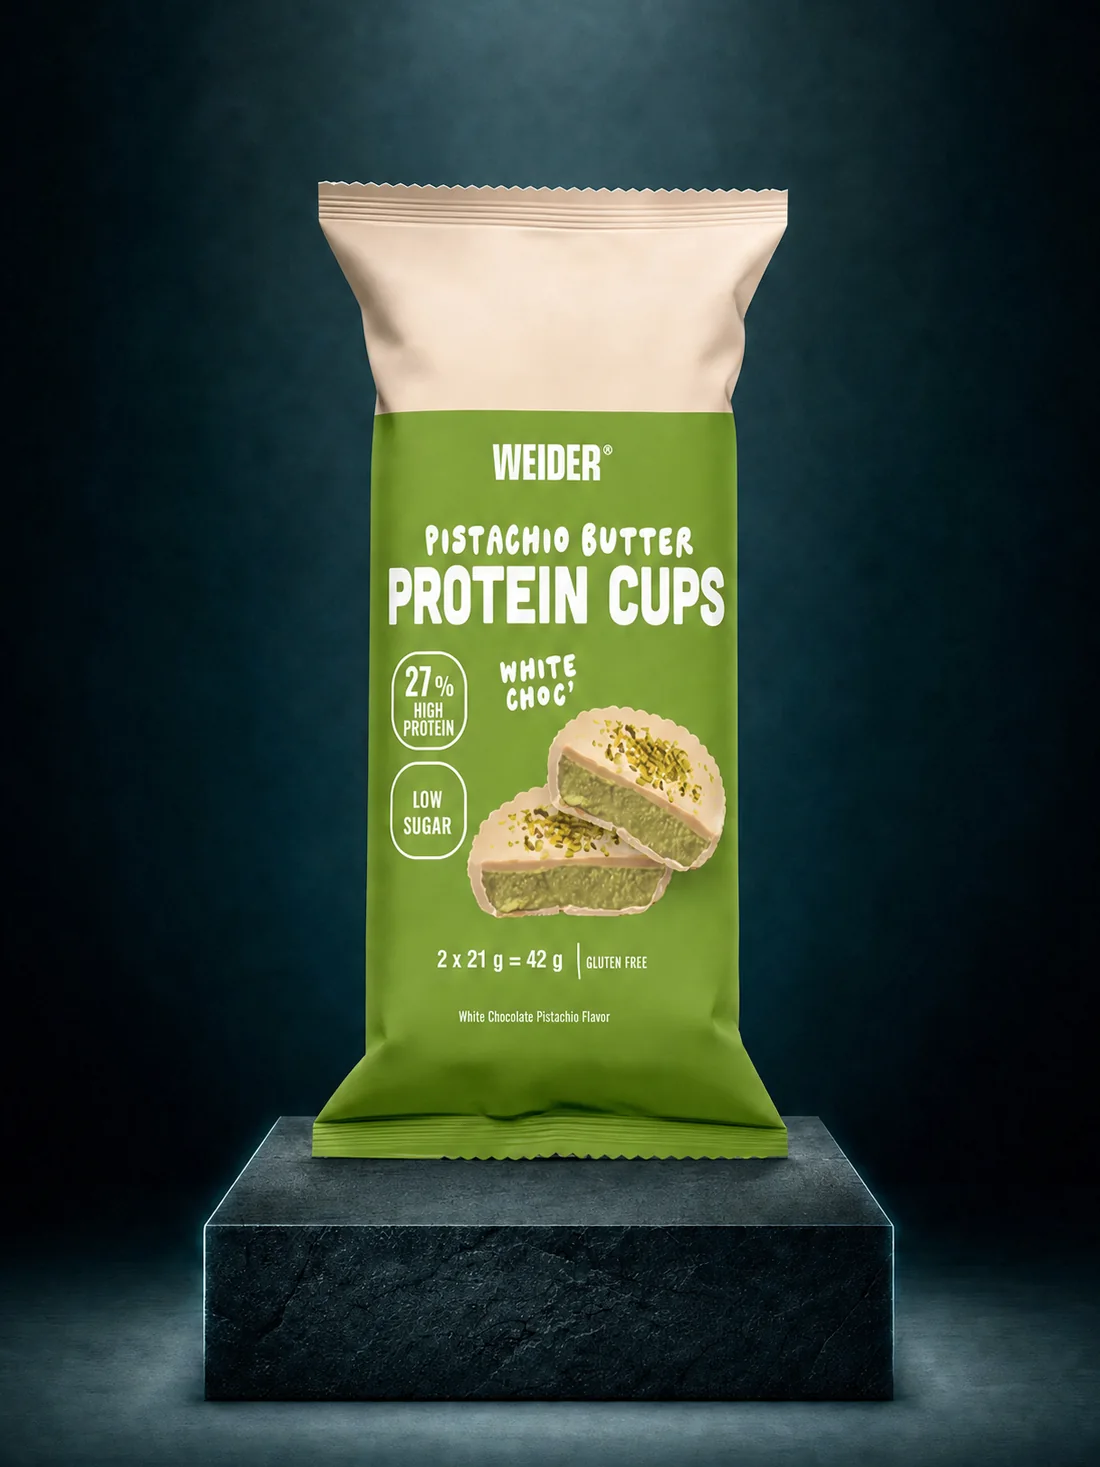 WEIDER®
PISTACHIO BUTTER
PROTEIN CUPS
27%
HIGH
PROTEIN
WHITE
CHOC'
LOW
SUGAR
2 x 21 g = 42 g | GLUTEN FREE
White Chocolate Pistachio Flavor